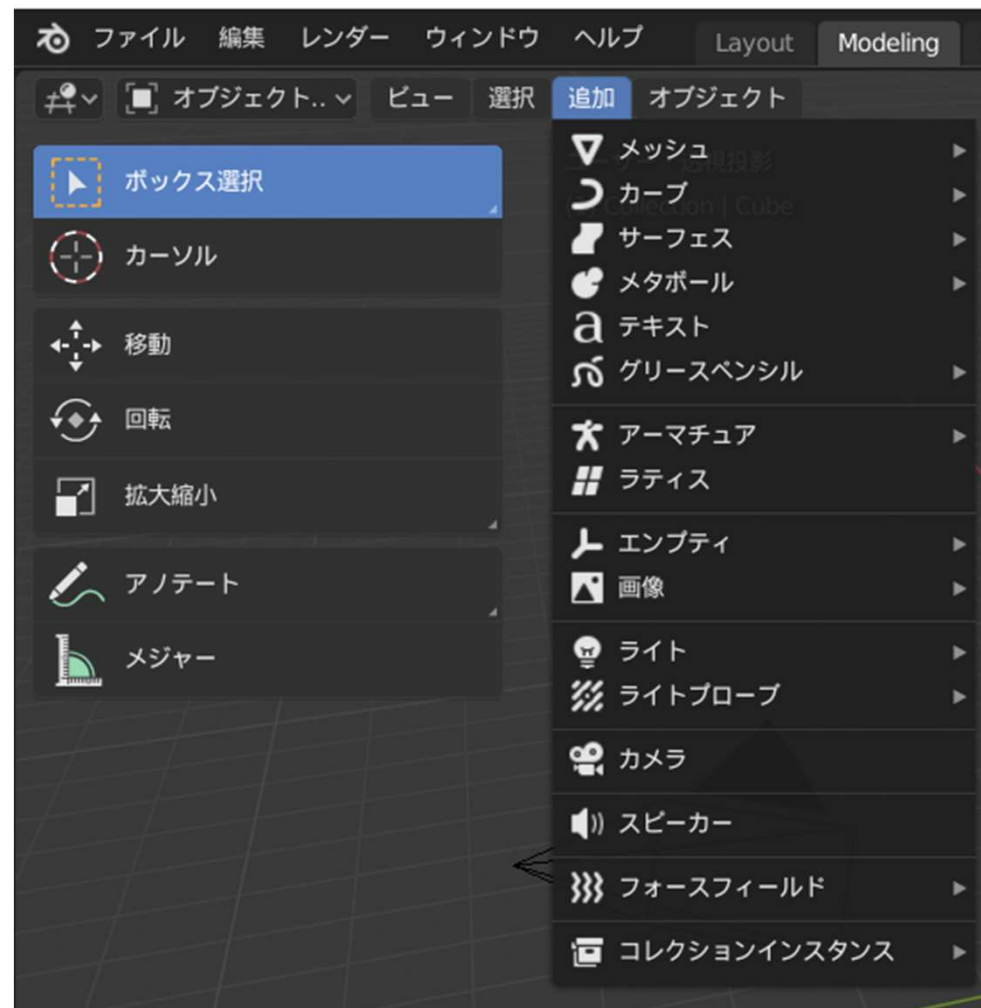 ファイル 編集 レンダー ウィンドウ ヘルプ Layout Modeling
オブジェクト.. ビュー 選択 追加 オブジェクト
ボックス選択
カーソル
移動
回転
拡大縮小
アノテート
メジャー
メッシュ
カーブ
サーフェス
メタボール
テキスト
グリースペンシル
アーマチュア
ラティス
エンプティ
画像
ライト
ライトプローブ
カメラ
スピーカー
フォースフィールド
コレクションインスタンス
透視投影
Collection | Cube